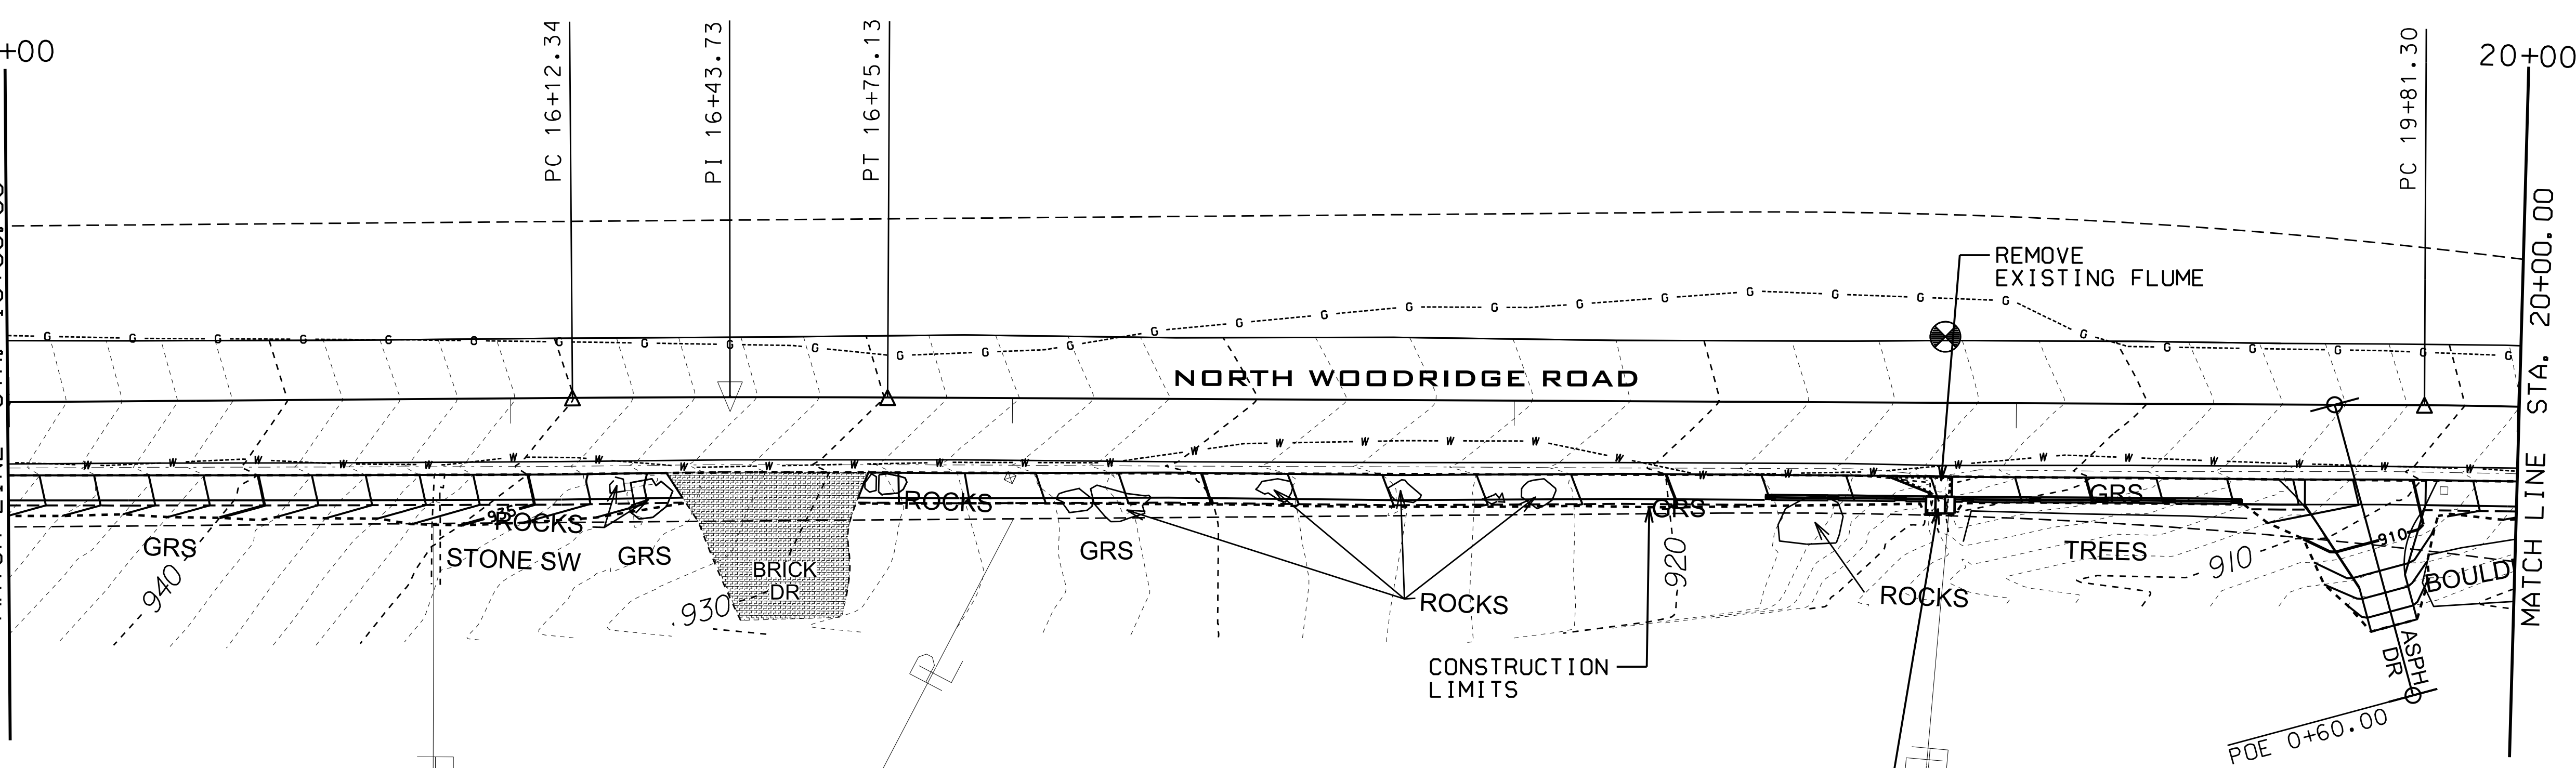 +00
PC 16+12.34
PI 16+43.73
PT 16+75.13
PC 19+81.30
20+00
REMOVE
EXISTING FLUME
G G G G G G G G G G G G G G G G G G G G G G G G G G G G G G
NORTH WOODRIDGE ROAD
MATCH LINE STA. 20+00.00
W W W W W W W W W W W W W W W W W W W W W W W W W W W W W
935
ROCKS
ROCKS
GRS
GRS
GRS
STONE SW
GRS
GRS
940
930
BRICK
DR
920
ROCKS
ROCKS
TREES
910
910
CONSTRUCTION
LIMITS
ASPH
DR
POE 0+60.00